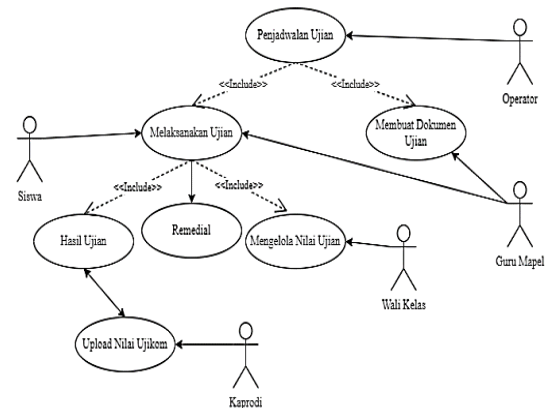 Penjadwalan Ujian
Operator
<<Include>>
<<Include>>
Melaksanakan Ujian
Membuat Dokumen
Ujian
Siswa
<<Include>>
<<Include>>
Hasil Ujian
Remedial
Mengelola Nilai Ujian
Guru Mapel
Wali Kelas
Upload Nilai Ujikom
Kaprodi